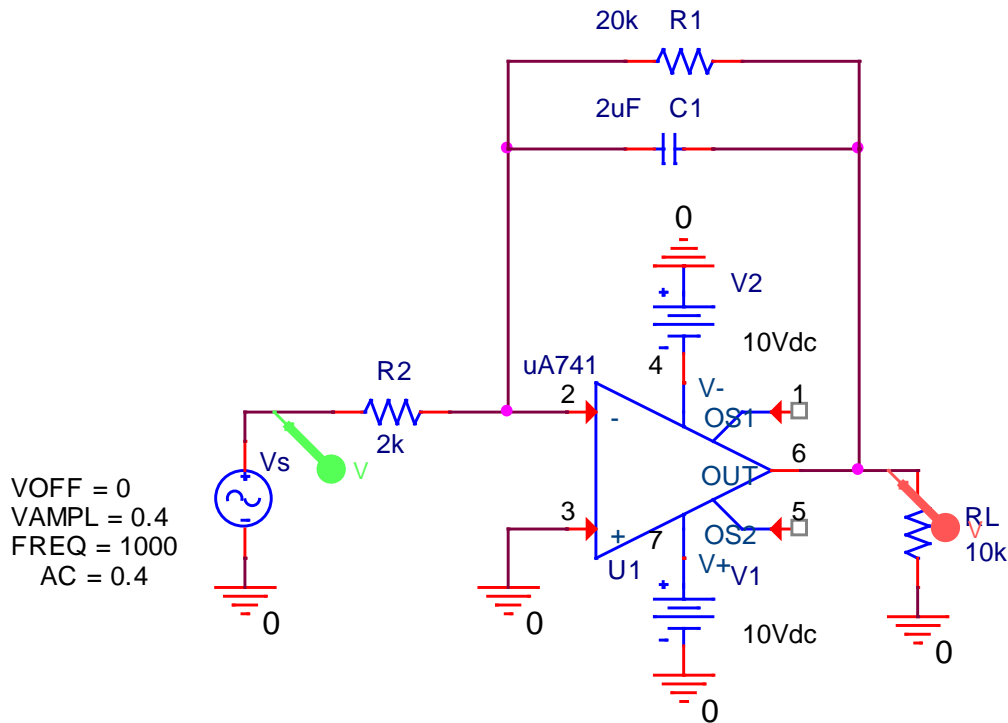 20k R1
2uF C1
0
+
V2
-
10Vdc
uA741
4
R2
2
V-
1
-
OS1
2k
6
Vs
V
+
OUT
VOFF = 0
-
VAMPL = 0.4
3
5
RL
V
FREQ = 1000
+
7
OS2
10k
AC = 0.4
U1
V+
V1
+
-
10Vdc
0
0
0
0